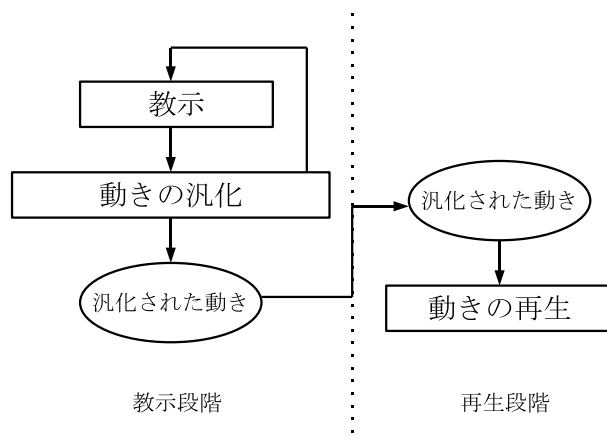 教示
動きの汎化
汎化された動き
教示段階
汎化された動き
動きの再生
再生段階